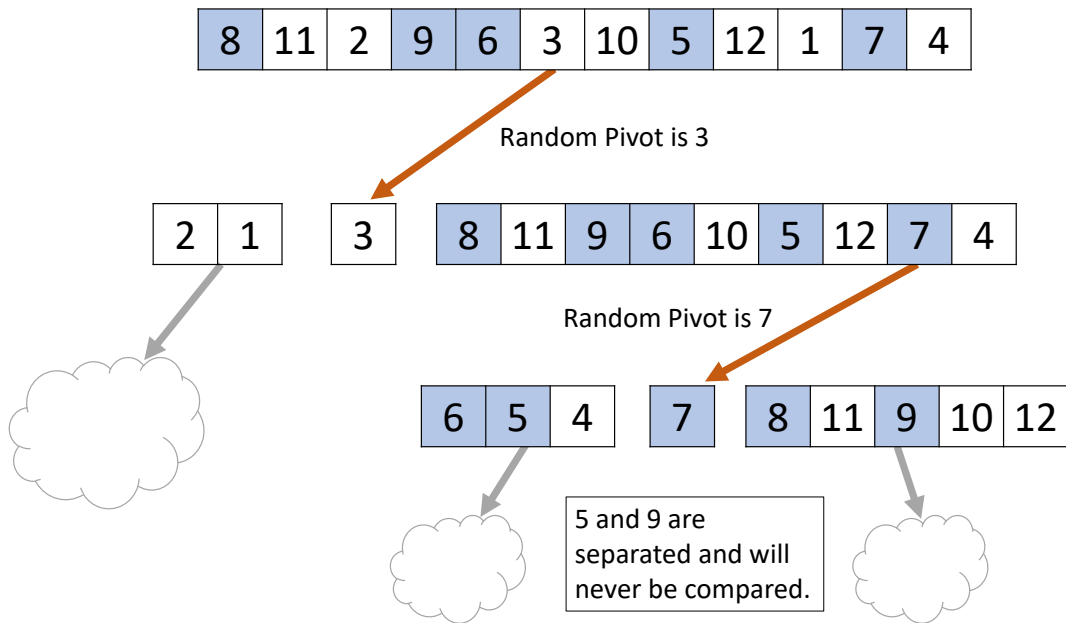 8 11 2 9 6 3 10 5 12 1 7 4
Random Pivot is 3
2 1 3 8 11 9 6 10 5 12 7 4
Random Pivot is 7
6 5 4 7 8 11 9 10 12
5 and 9 are
separated and will
never be compared.